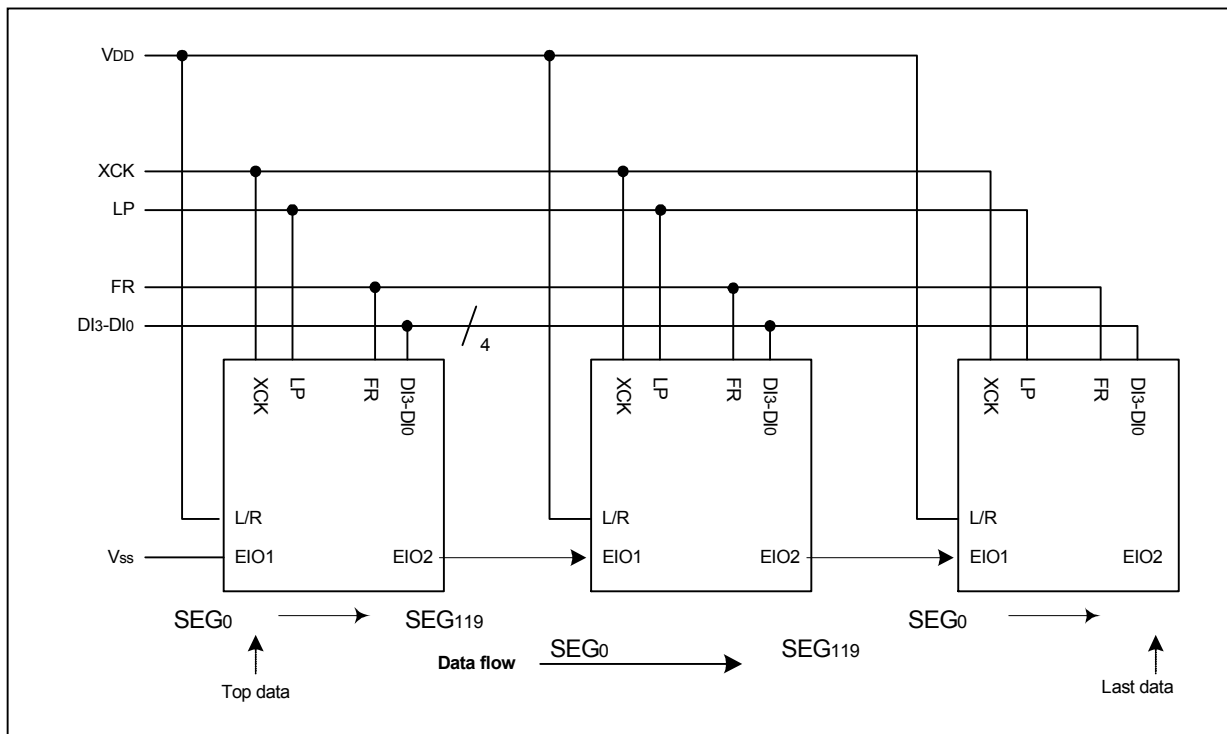 VDD
XCK
LP
FR
DI3-DI0
4
XCK LP FR DI3-DI0
XCK LP FR DI3-DI0
XCK LP FR DI3-DI0
L/R
L/R
L/R
Vss
EIO1 EIO2
EIO1 EIO2
EIO1 EIO2
SEG0 SEG119
SEG0
SEG0 SEG119
Data flow
Top data
Last data